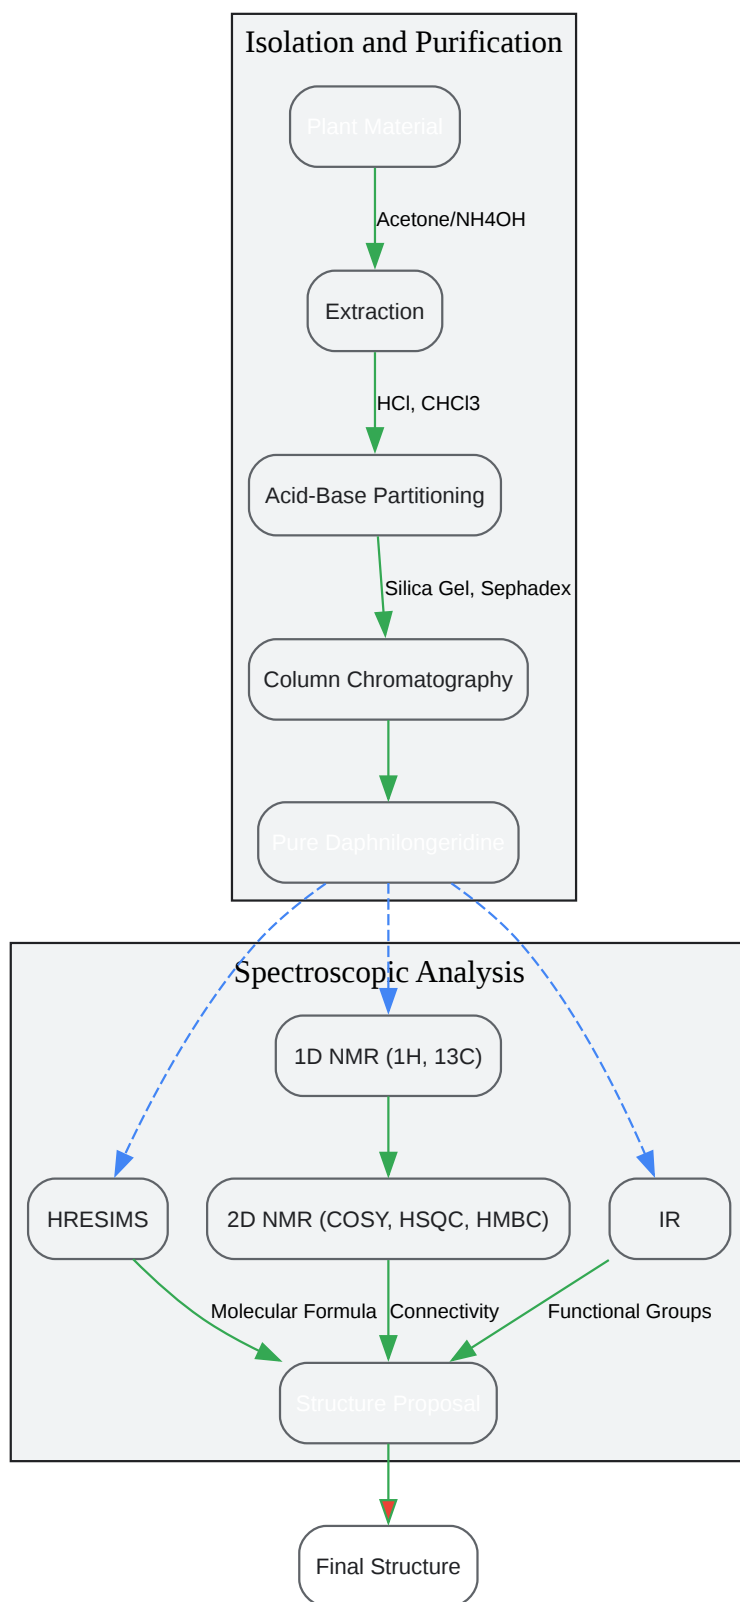 Isolation and Purification
Plant Material
Acetone/NH4OH
Extraction
HCl, CHCl3
Acid-Base Partitioning
Silica Gel, Sephadex
Column Chromatography
Pure Daphnilongeridine
Spectroscopic Analysis
1D NMR (1H, 13C)
HRESIMS
2D NMR (COSY, HSQC, HMBC)
IR
Molecular Formula
Connectivity
Functional Groups
Structure Proposal
Final Structure